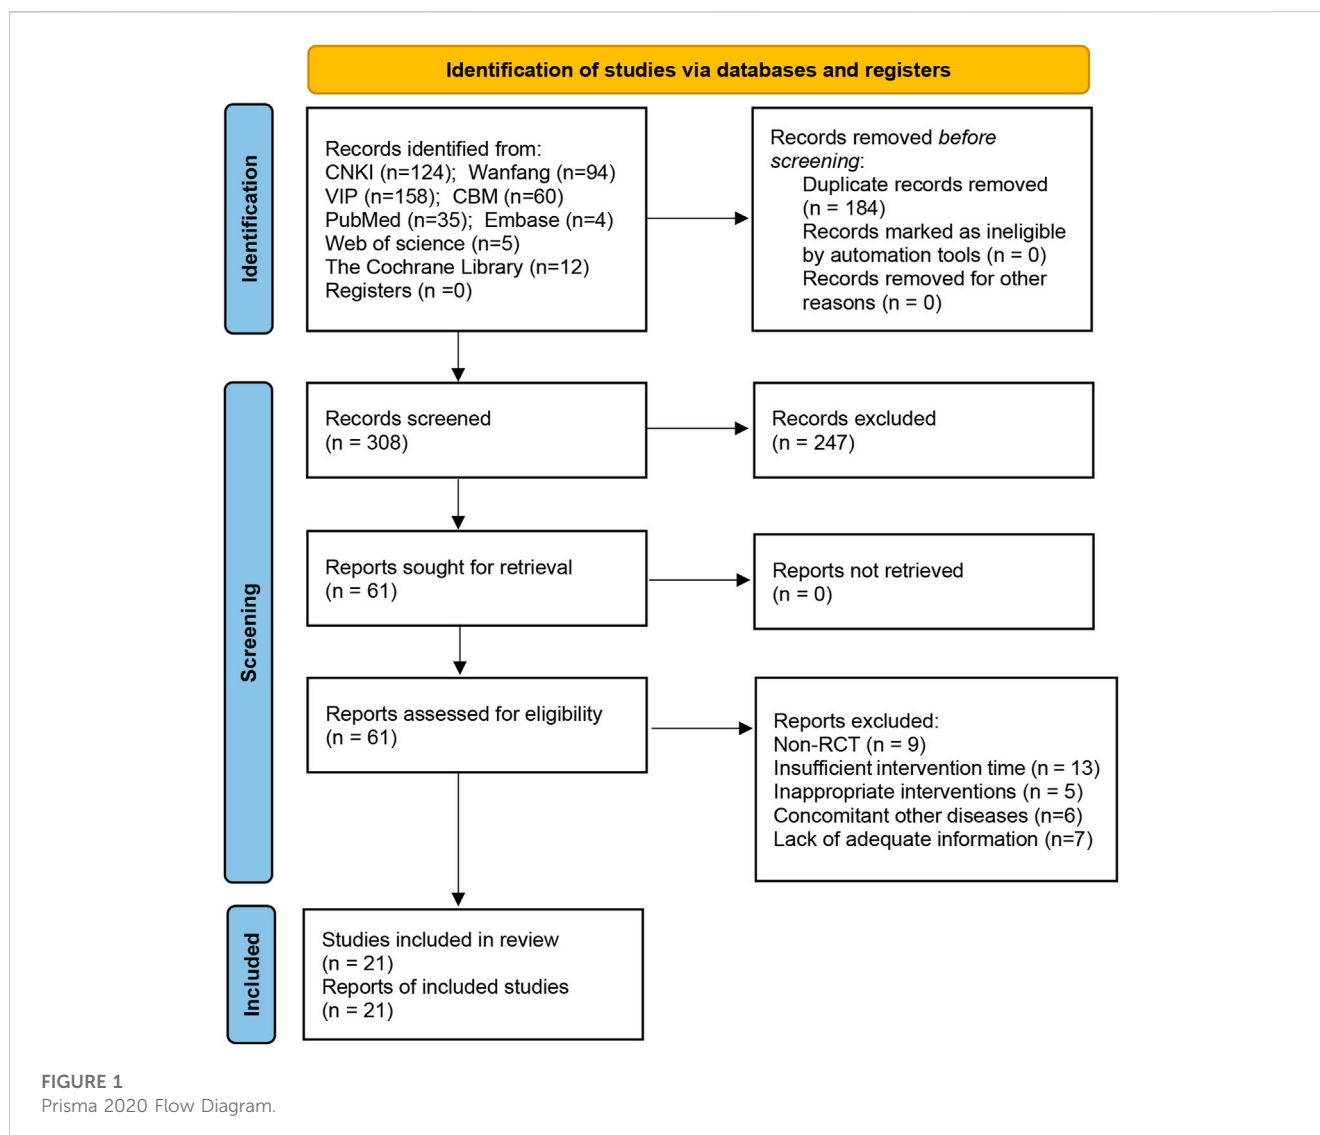 Identification of studies via databases and registers
Identification
Records identified from:
CNKI (n=124); Wanfang (n=94)
VIP (n=158); CBM (n=60)
PubMed (n=35); Embase (n=4)
Web of science (n=5)
The Cochrane Library (n=12)
Registers (n =0)
Records removed before
screening:
Duplicate records removed
(n = 184)
Records marked as ineligible
by automation tools (n = 0)
Records removed for other
reasons (n = 0)
Screening
Records screened
(n = 308)
Records excluded
(n = 247)
Reports sought for retrieval
(n = 61)
Reports not retrieved
(n = 0)
Reports assessed for eligibility
(n = 61)
Reports excluded:
Non-RCT (n = 9)
Insufficient intervention time (n = 13)
Inappropriate interventions (n = 5)
Concomitant other diseases (n=6)
Lack of adequate information (n=7)
Included
Studies included in review
(n = 21)
Reports of included studies
(n = 21)
FIGURE 1
Prisma 2020 Flow Diagram.